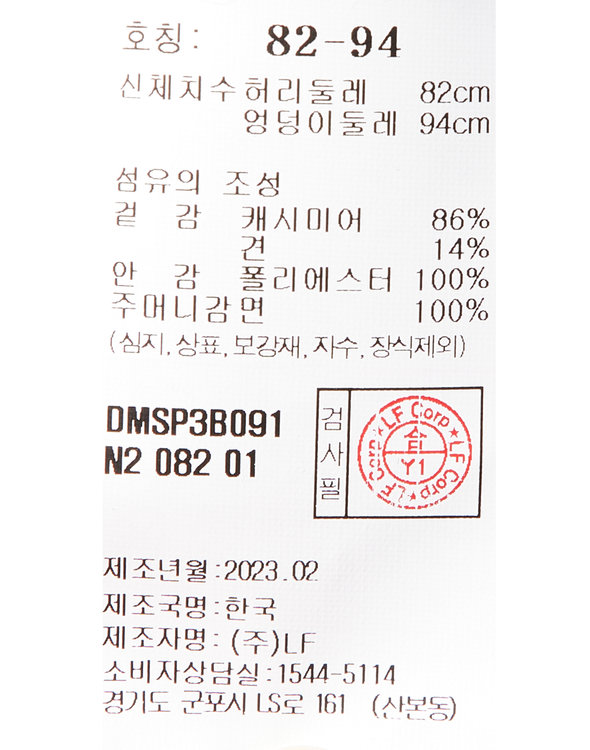 호칭: 82-94
신체치수 허리둘레 82cm
엉덩이둘레 94cm
섬유의 조성
겉 감 캐시미어 86%
견 14%
안 감 폴리에스터 100%
주머니감 면 100%
(심지,상표,보강재,자수,장식제외)
DMSP3B091
N2 082 01
검사필
LF Corp★LF Corp★LF Corp★
합
Y1
제조년월:2023.02
제조국명:한국
제조자명: (주)LF
소비자상담실:1544-5114
경기도 군포시 LS로 161 (산본동)